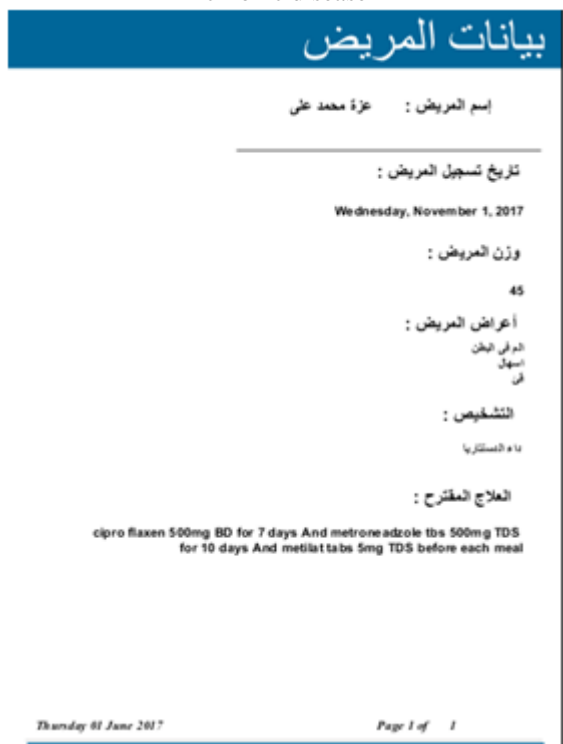 بيانات المريض
إسم المريض : عزة محمد على
تاريخ تسجيل المريض :
Wednesday, November 1, 2017
وزن المريض :
45
أعراض المريض :
الم فى البطن
اسهال
قئ
التشخيص :
داء الدستتاريا
العلاج المقترح :
cipro flaxen 500mg BD for 7 days And metroneadzole tbs 500mg TDS
for 10 days And metilat tabs 5mg TDS before each meal
Thursday 01 June 2017 Page 1 of 1